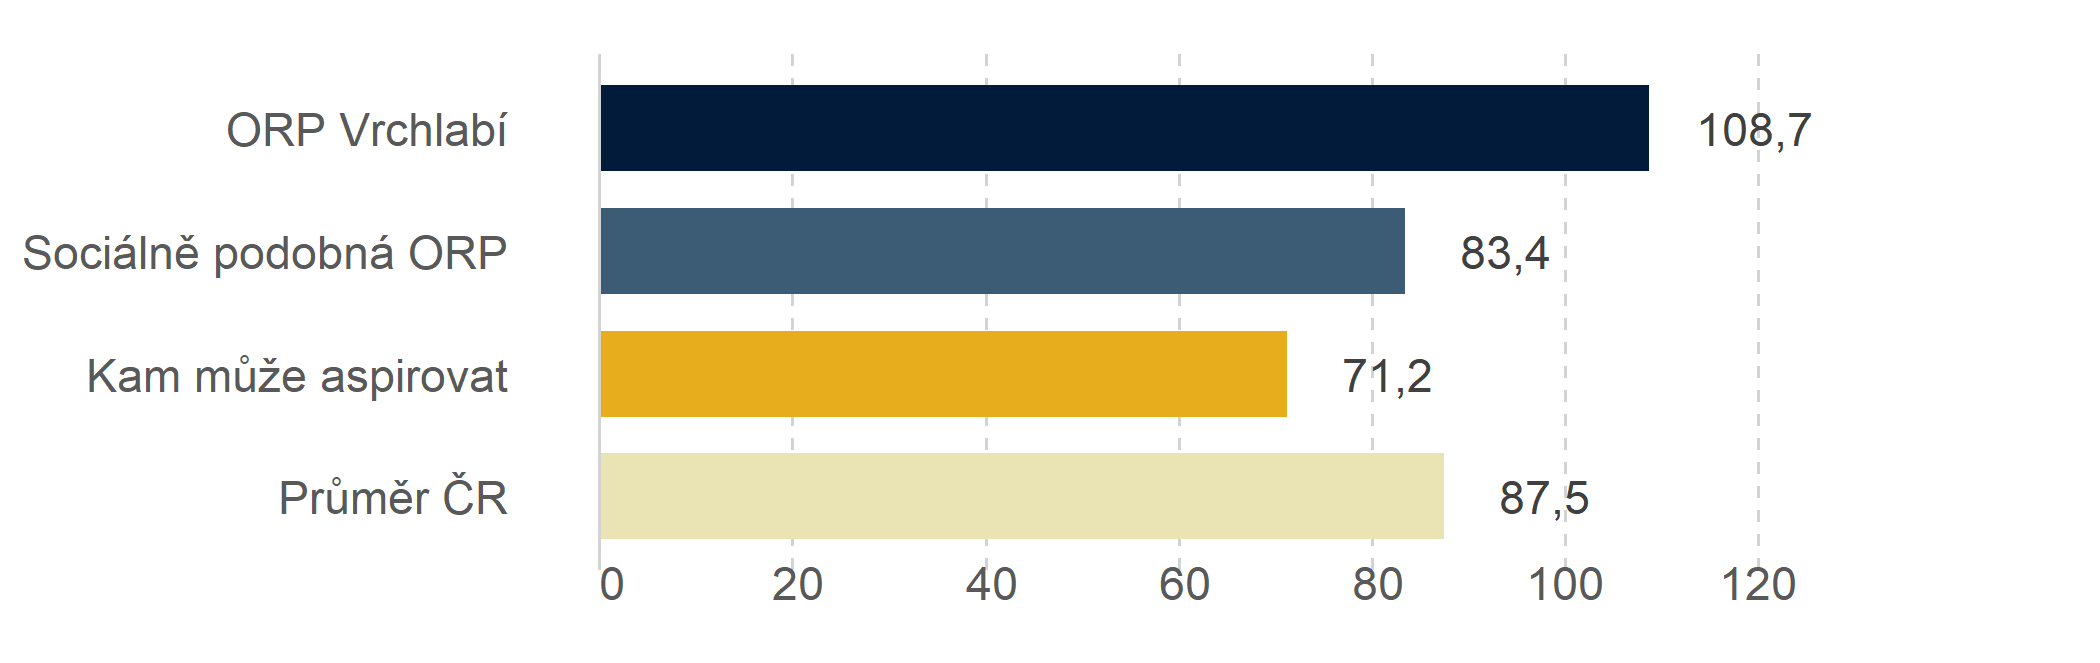 ORP Vrchlabí 108,7
Sociálně podobná ORP 83,4
Kam může aspirovat 71,2
Průměr ČR 87,5
0 20 40 60 80 100 120